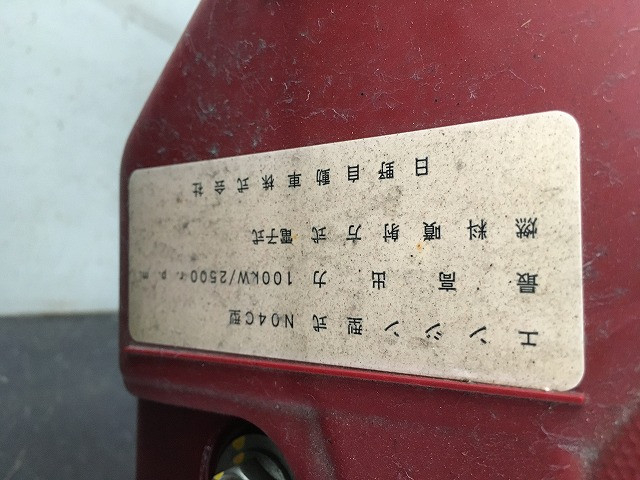 エンジン型式 N04C型
最高出力 100kW/2500r.p.m.
燃料噴射方式 電子式
日野自動車株式会社